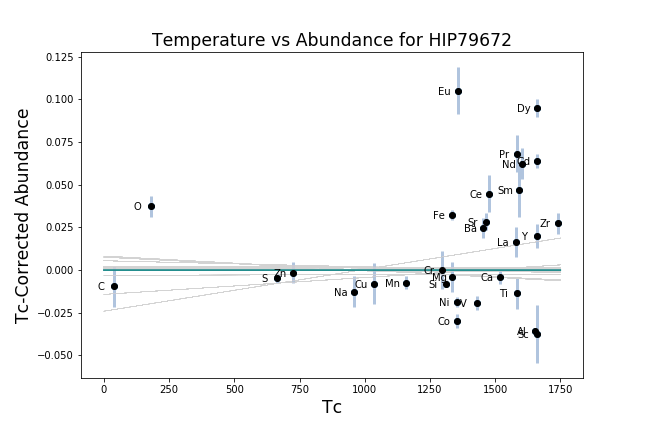 Temperature vs Abundance for HIP79672
Tc-Corrected Abundance
0.125
0.100
0.075
0.050
0.025
0.000
−0.025
−0.050
Eu
Dy
Pr
Nd
Gd
Ce
Sm
O
Fe
Sr
Ba
Zr
Y
La
Cr
Zn
S
Mg
Ca
C
Na
Cu
Mn
Si
Ti
Ni
V
Co
Al
Sc
0
250
500
750
1000
1250
1500
1750
Tc